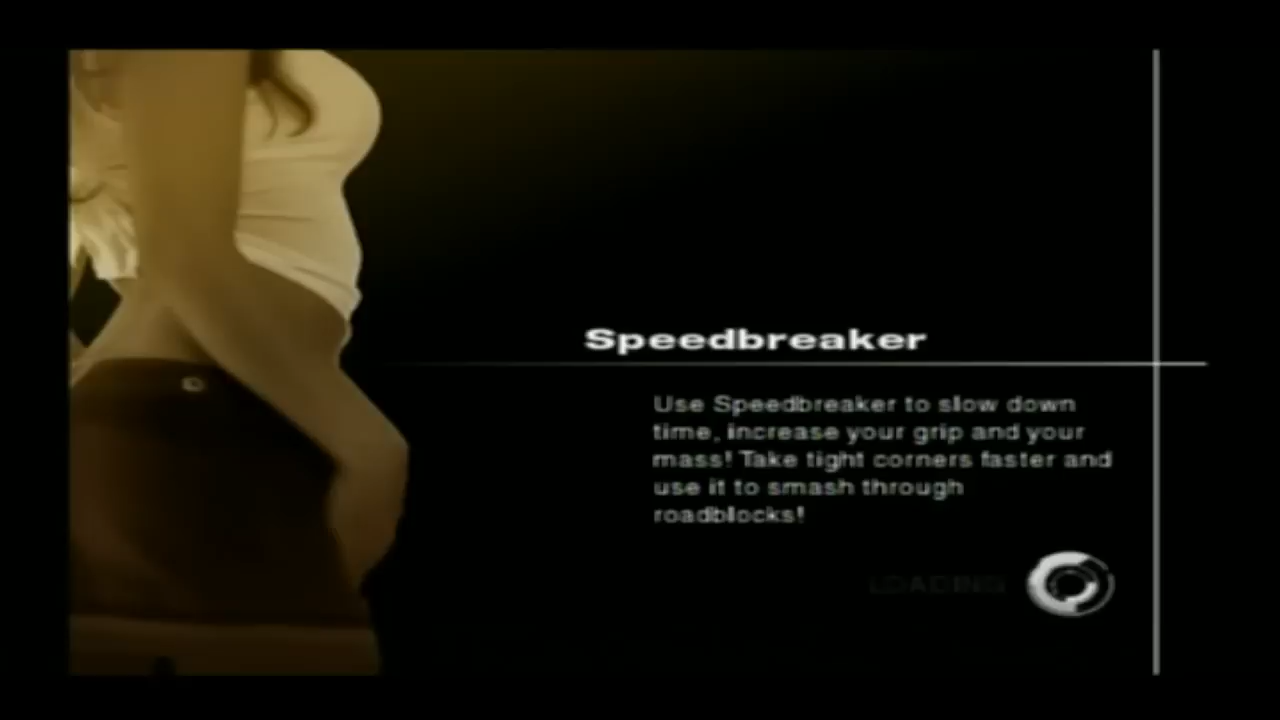 Speedbreaker
Use Speedbreaker to slow down
time, increase your grip and your
mass! Take tight corners faster and
use it to smash through
roadblocks!
LOADING